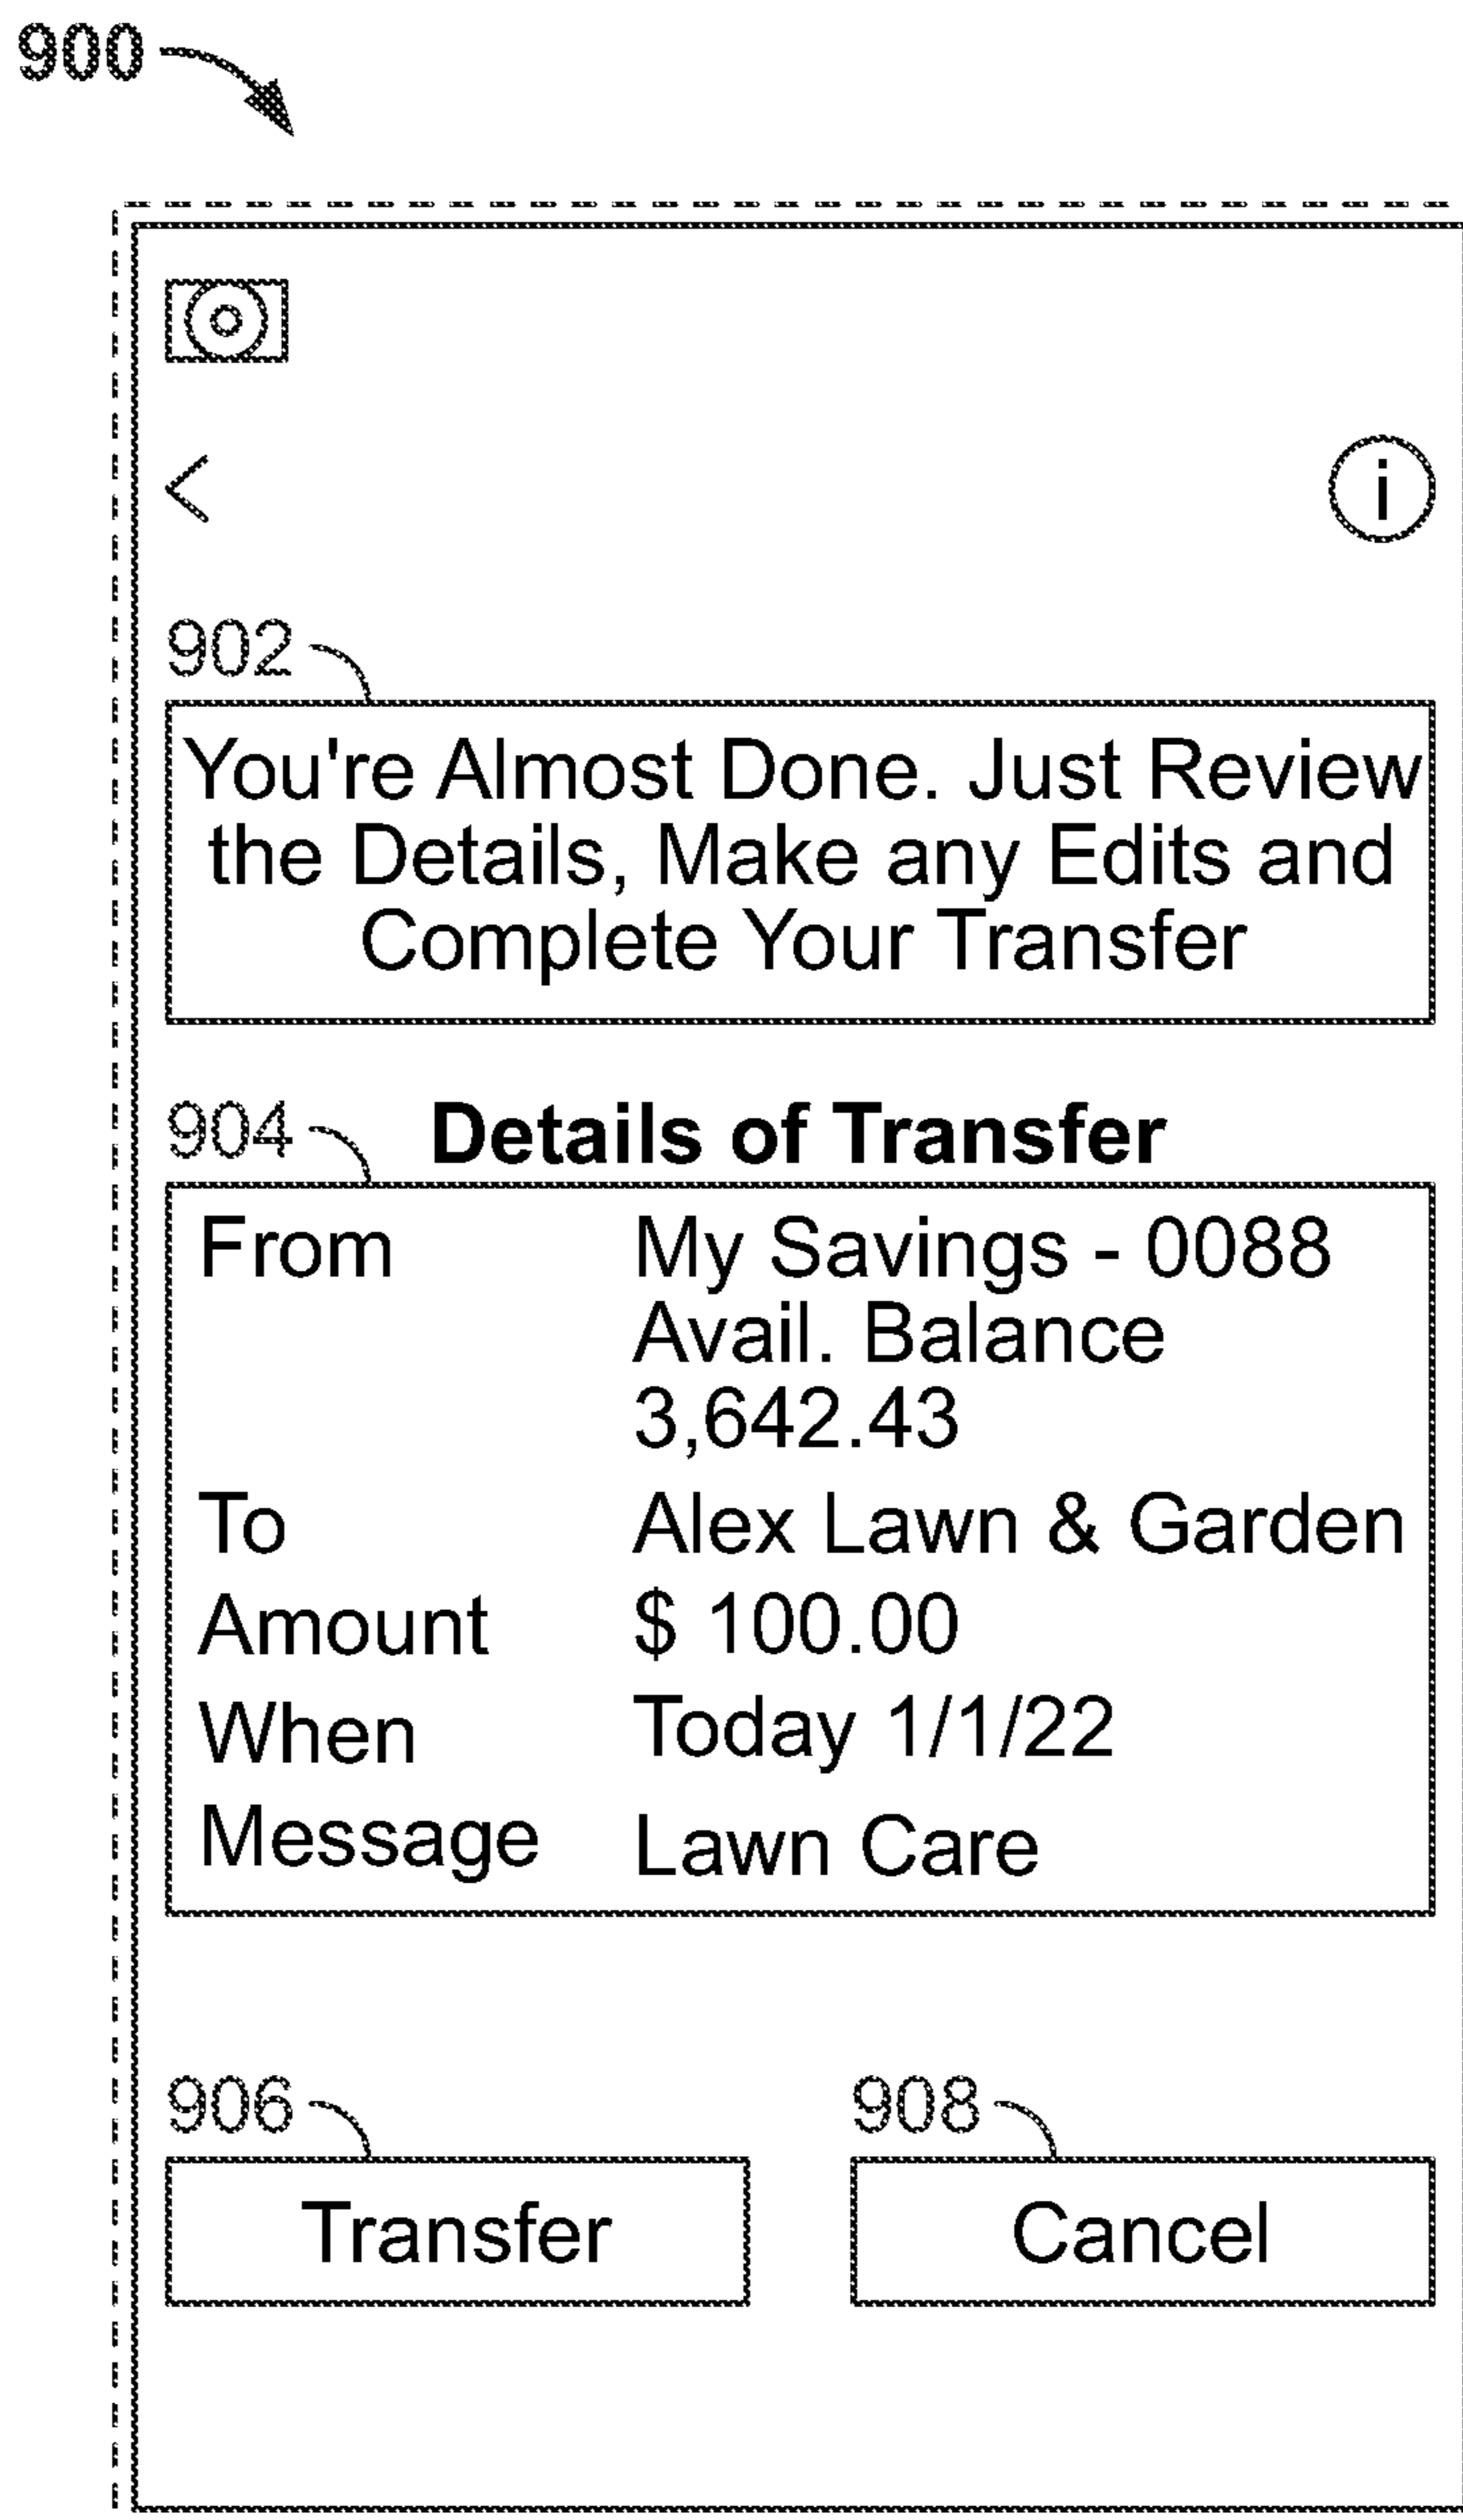 900
<
i
902
You're Almost Done. Just Review
the Details, Make any Edits and
Complete Your Transfer
904
Details of Transfer
From My Savings - 0088
Avail. Balance
3,642.43
To Alex Lawn & Garden
Amount $ 100.00
When Today 1/1/22
Message Lawn Care
906 908
Transfer Cancel